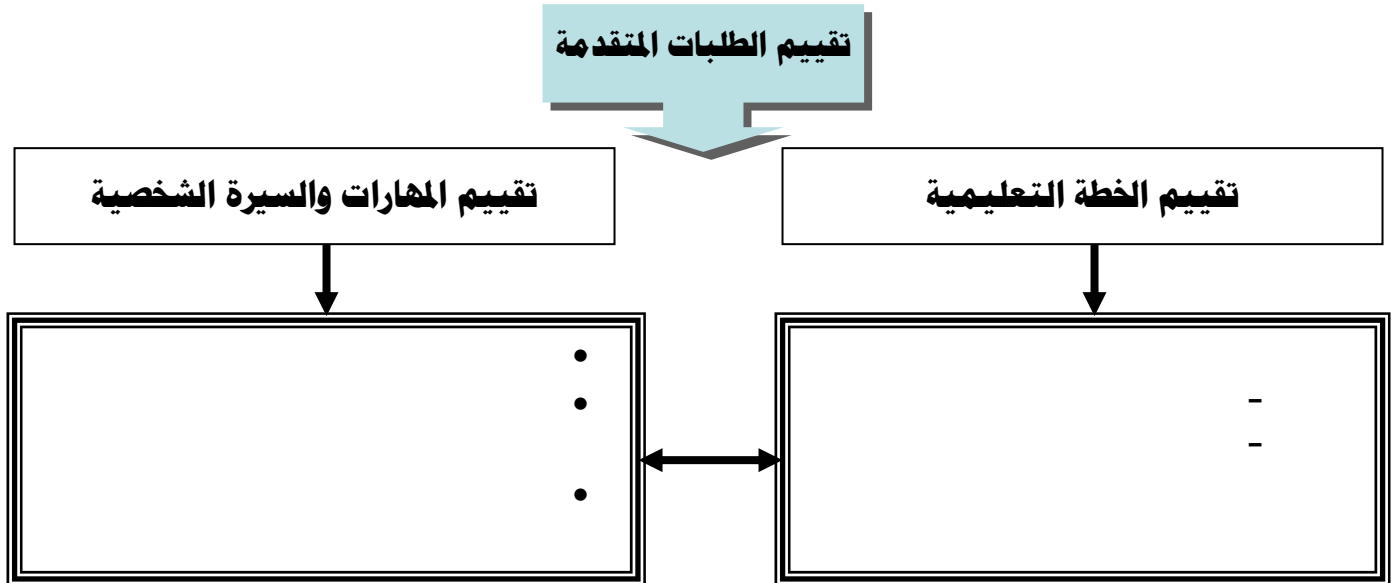 تقييم الطلبات المتقدمة
تقييم الخطة التعليمية
تقييم المهارات والسيرة الشخصية
•
•
•
-
-